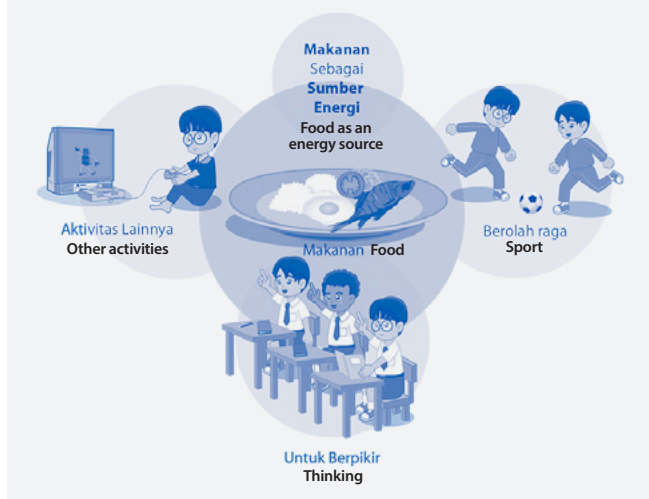 Makanan
Sebagai
Sumber
Energi
Food as an
energy source
Aktivitas Lainnya
Other activities
Makanan Food
Berolah raga
Sport
Untuk Berpikir
Thinking